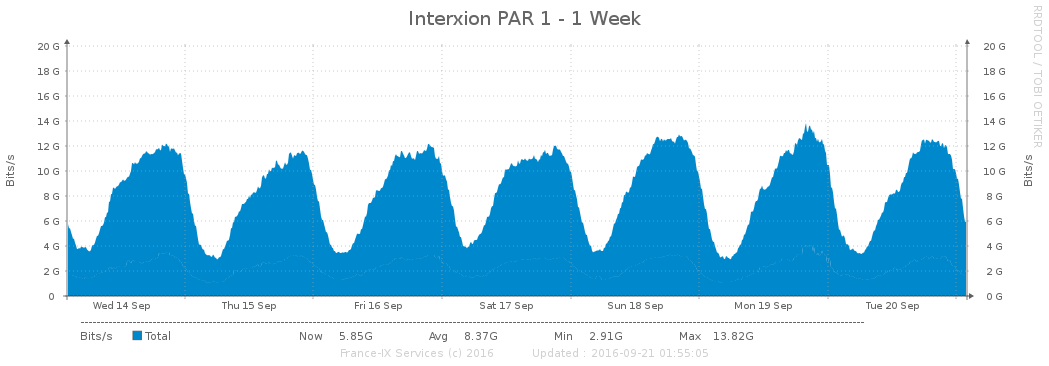 Interxion PAR 1 - 1 Week
RRDTOOL / TOBI OETIKER
20 G 20 G
18 G 18 G
16 G 16 G
14 G 14 G
12 G 12 G
10 G 10 G
8 G 8 G
6 G 6 G
4 G 4 G
2 G 2 G
0 0 G
Bits/s
Bits/s
Wed 14 Sep Thu 15 Sep Fri 16 Sep Sat 17 Sep Sun 18 Sep Mon 19 Sep Tue 20 Sep
Bits/s Total Now 5.85G Avg 8.37G Min 2.91G Max 13.82G
France-IX Services (c) 2016 Updated : 2016-09-21 01:55:05